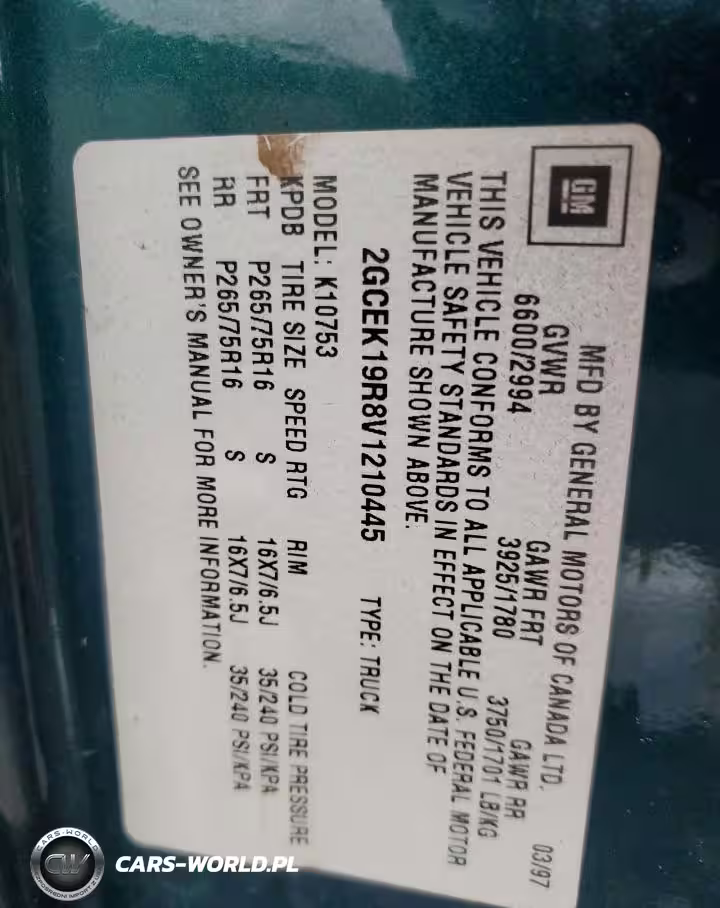 GM
MFD BY GENERAL MOTORS OF CANADA LTD.
03/97
GVWR GAWR FRT GAWR RR
6600/2994 3925/1780 3750/1701 LB/KG
THIS VEHICLE CONFORMS TO ALL APPLICABLE U.S. FEDERAL MOTOR
VEHICLE SAFETY STANDARDS IN EFFECT ON THE DATE OF
MANUFACTURE SHOWN ABOVE.
2GCEK19R8V1210445 TYPE: TRUCK
MODEL: K10753
KPDB TIRE SIZE SPEED RTG RIM COLD TIRE PRESSURE
FRT P265/75R16 S 16X7/6.5J 35/240 PSI/KPA
RR P265/75R16 S 16X7/6.5J 35/240 PSI/KPA
SEE OWNER'S MANUAL FOR MORE INFORMATION.
CARS-WORLD
CW
CARS-WORLD.PL